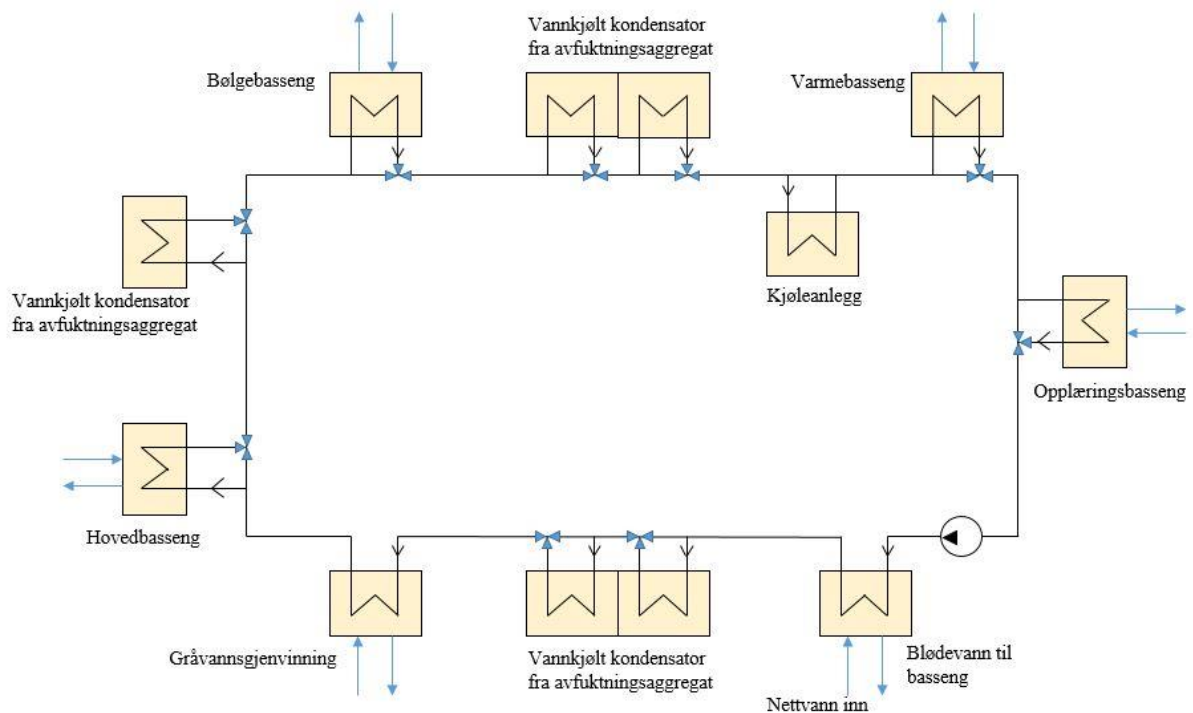 Vannkjølt kondensator
fra avfuktningsaggregat
Bølgebasseng
Varmebasseng
Vannkjølt kondensator
fra avfuktningsaggregat
Kjøleanlegg
Opplæringsbasseng
Hovedbasseng
Gråvannsgjenvinning
Vannkjølt kondensator
fra avfuktningsaggregat
Blødevann til
basseng
Nettvann inn